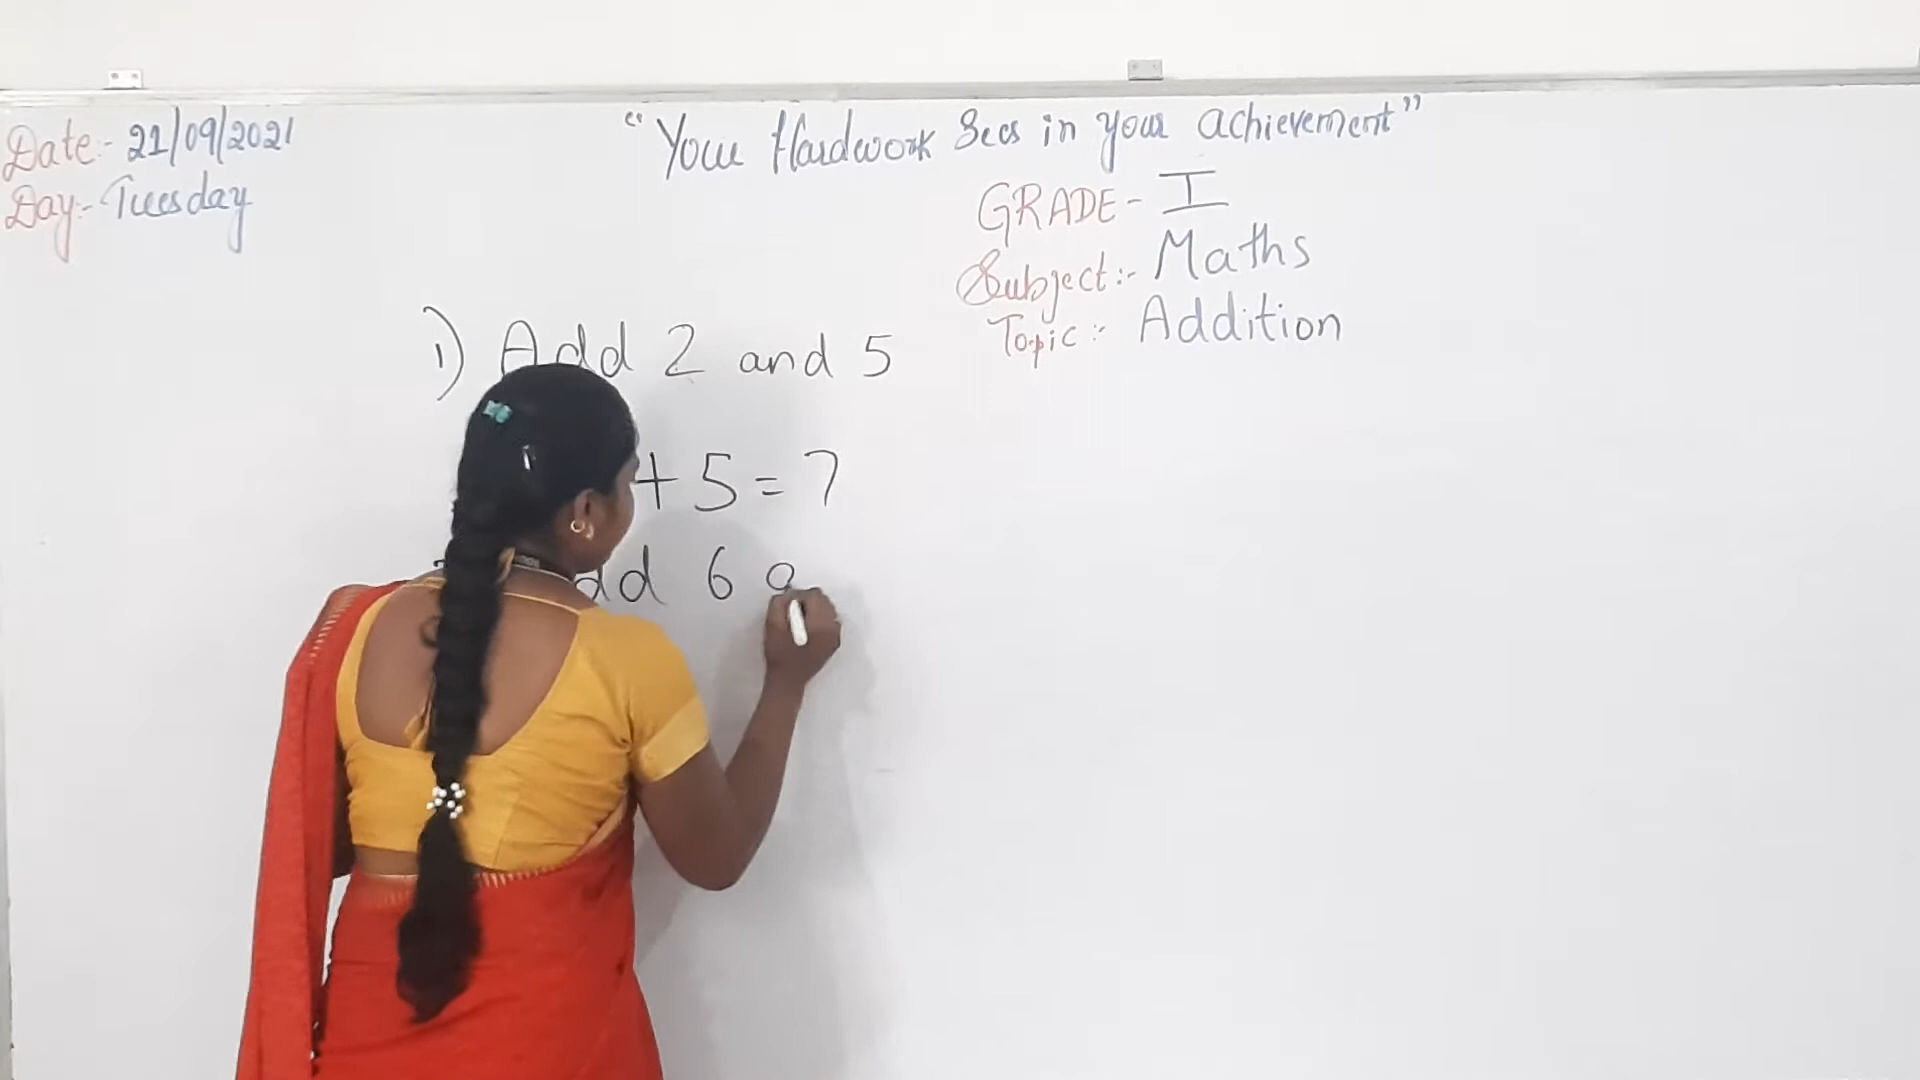 Date:- 21/09/2021
Day:- Tuesday
"Your Hardwork Sees in your achievement"
GRADE- I
Subject:- Maths
Topic:- Addition
1) Add 2 and 5
+ 5 = 7
dd 6 a